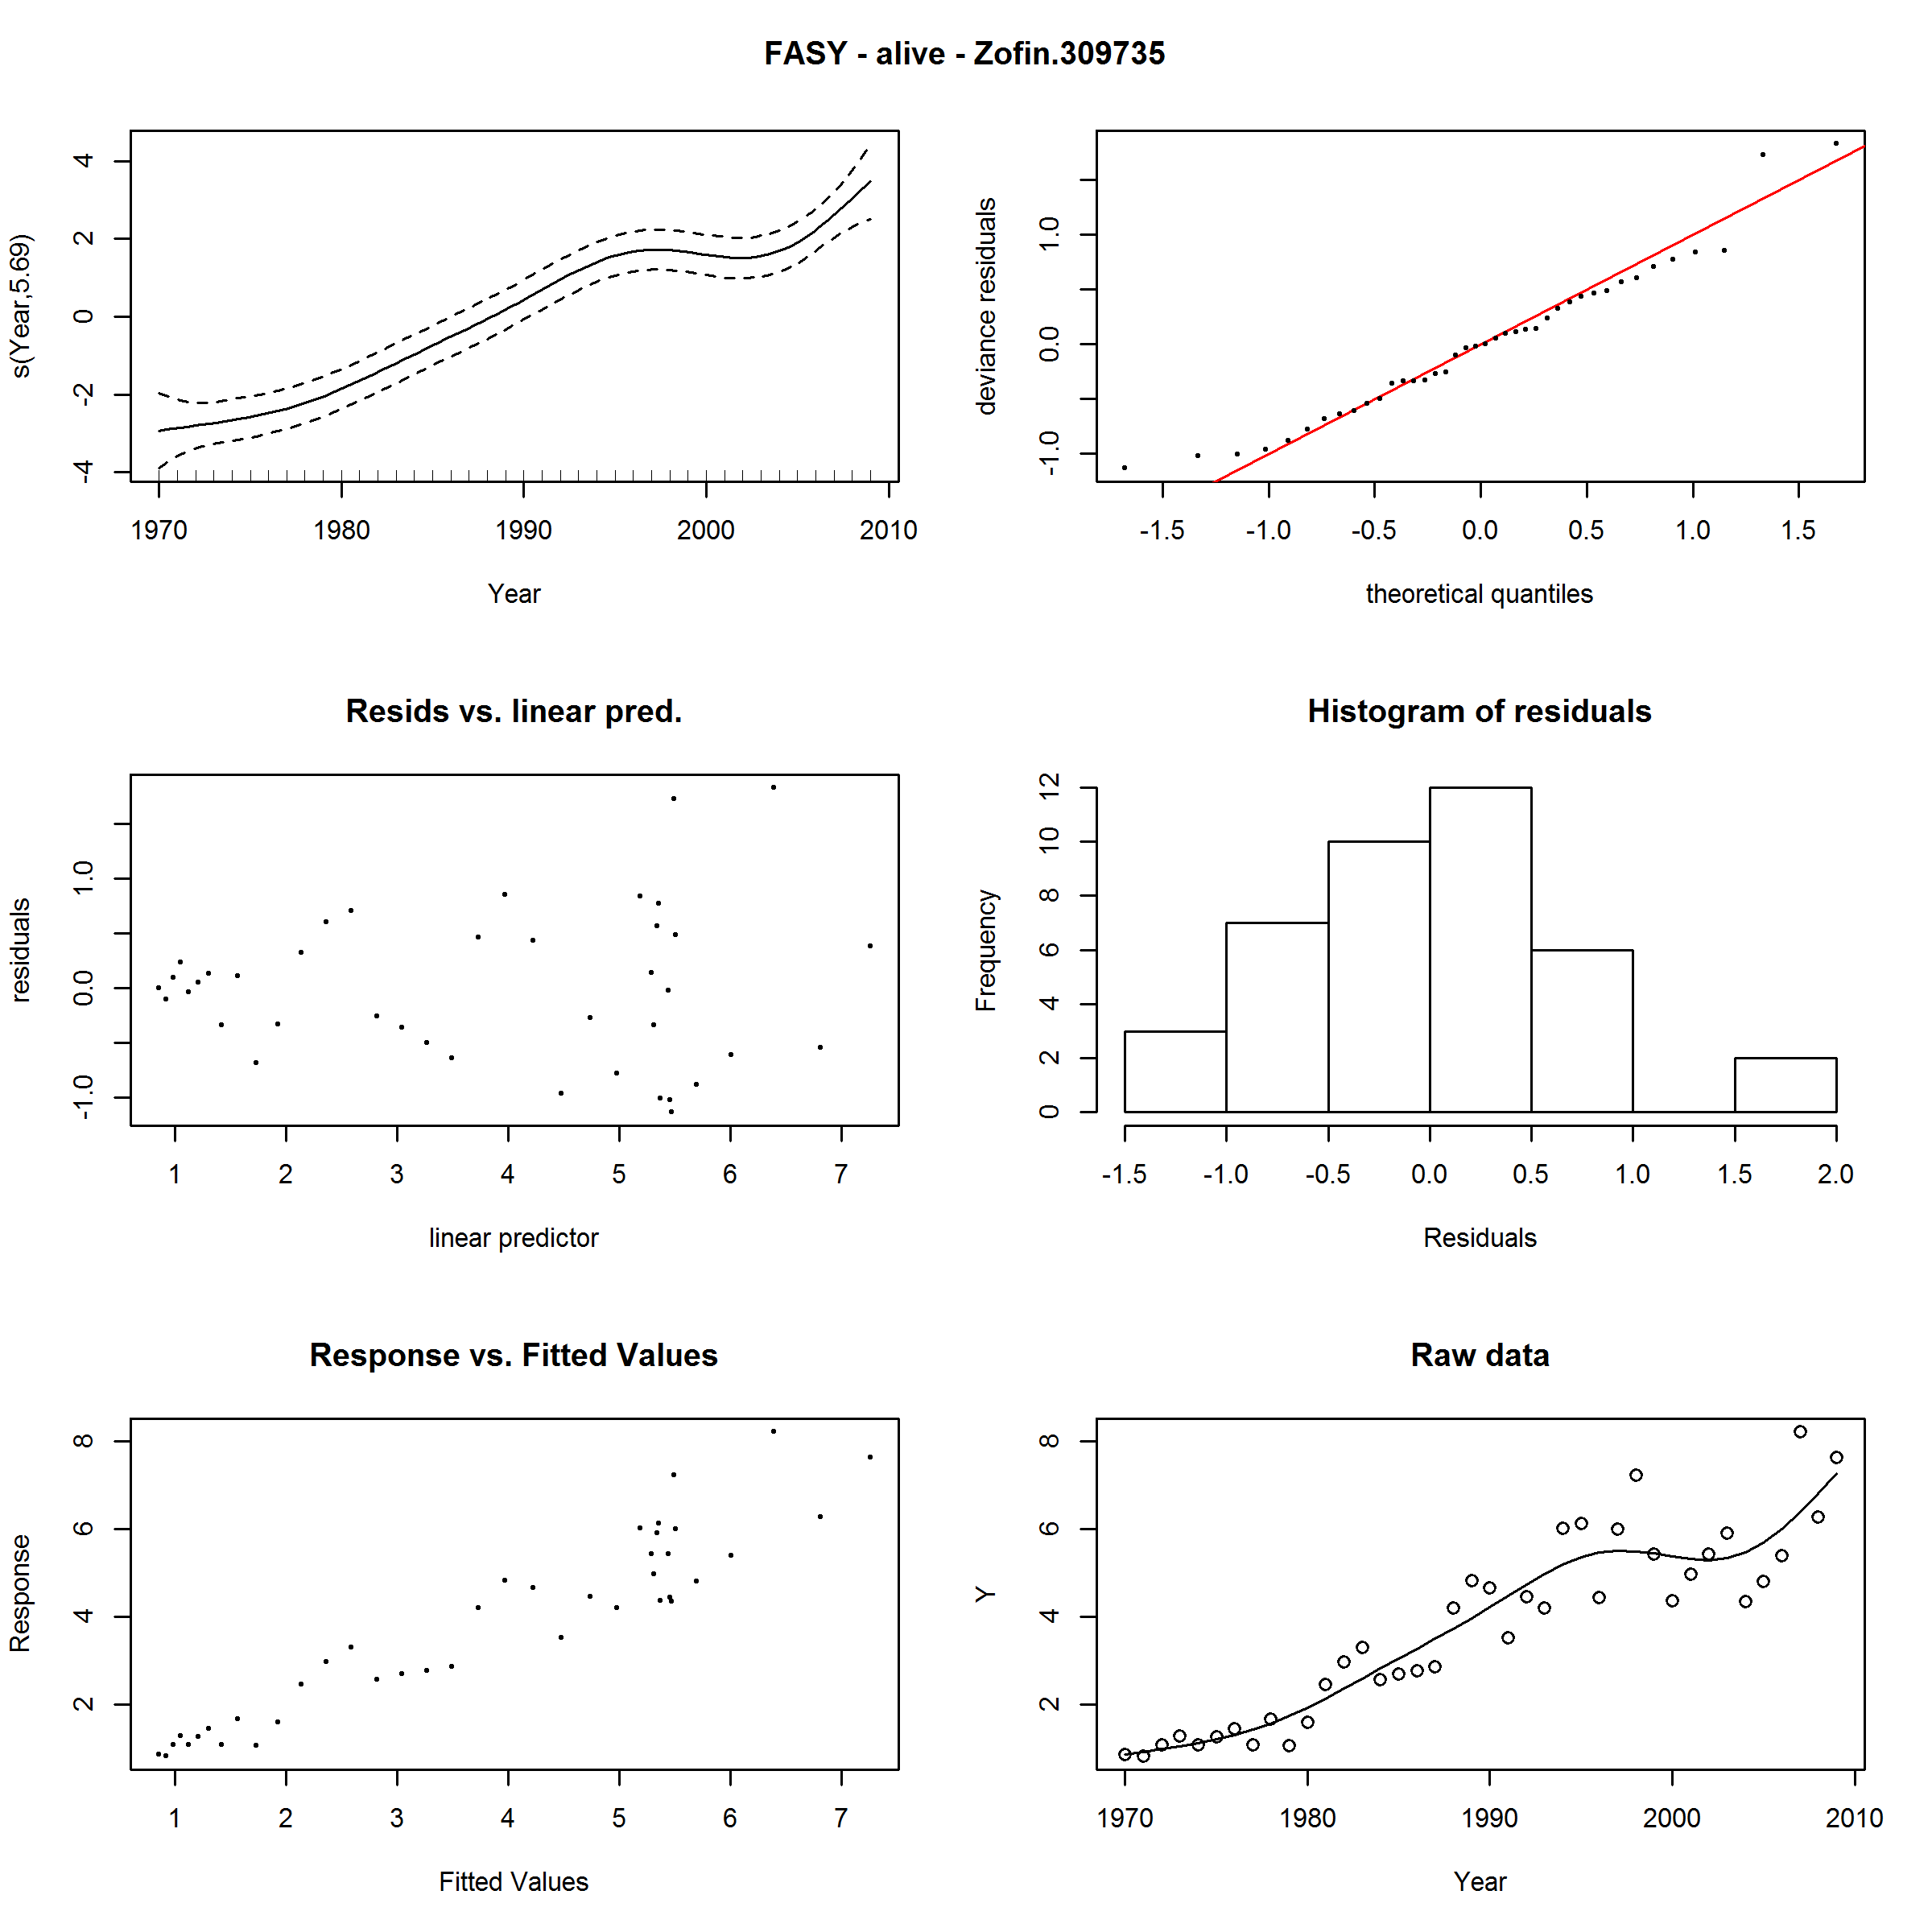 FASY - alive - Zofin.309735
s(Year,5.69)
4
2
0
-2
-4
1970 1980 1990 2000 2010
Year
deviance residuals
1.0
0.0
-1.0
-1.5 -1.0 -0.5 0.0 0.5 1.0 1.5
theoretical quantiles
Resids vs. linear pred.
residuals
1.0
0.0
-1.0
1 2 3 4 5 6 7
linear predictor
Histogram of residuals
Frequency
12
10
8
6
4
2
0
-1.5 -1.0 -0.5 0.0 0.5 1.0 1.5 2.0
Residuals
Response vs. Fitted Values
Response
8
6
4
2
1 2 3 4 5 6 7
Fitted Values
Raw data
Y
8
6
4
2
1970 1980 1990 2000 2010
Year